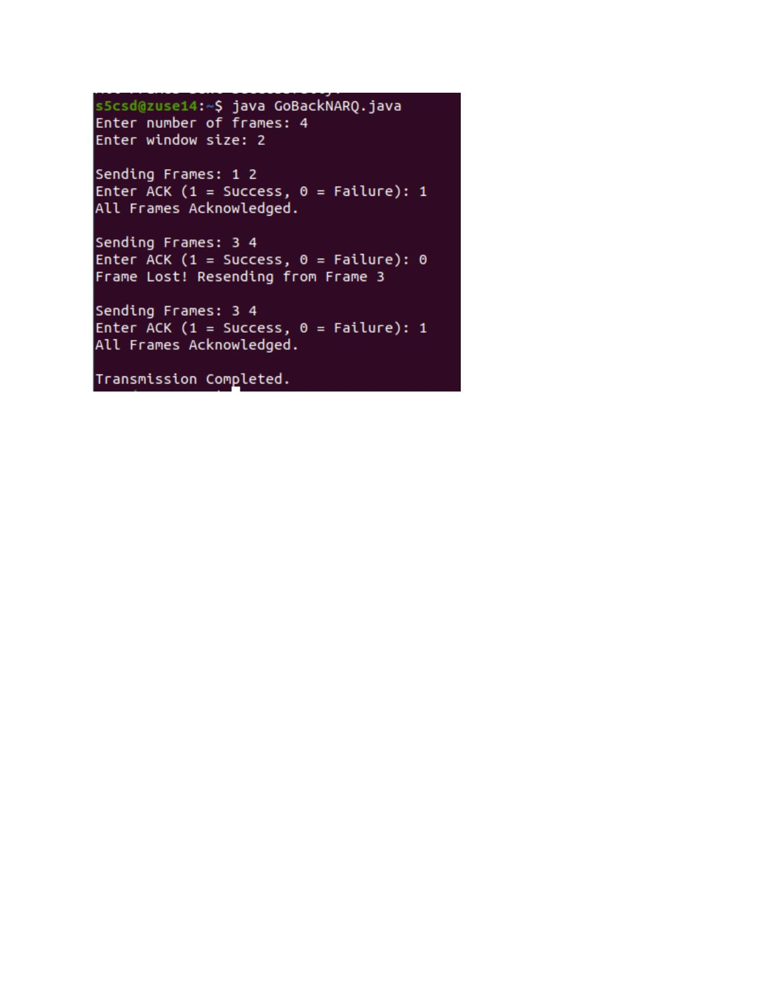 s5csd@zuse14:~$ java GoBackNARQ.java
Enter number of frames: 4
Enter window size: 2
Sending Frames: 1 2
Enter ACK (1 = Success, 0 = Failure): 1
All Frames Acknowledged.
Sending Frames: 3 4
Enter ACK (1 = Success, 0 = Failure): 0
Frame Lost! Resending from Frame 3
Sending Frames: 3 4
Enter ACK (1 = Success, 0 = Failure): 1
All Frames Acknowledged.
Transmission Completed.